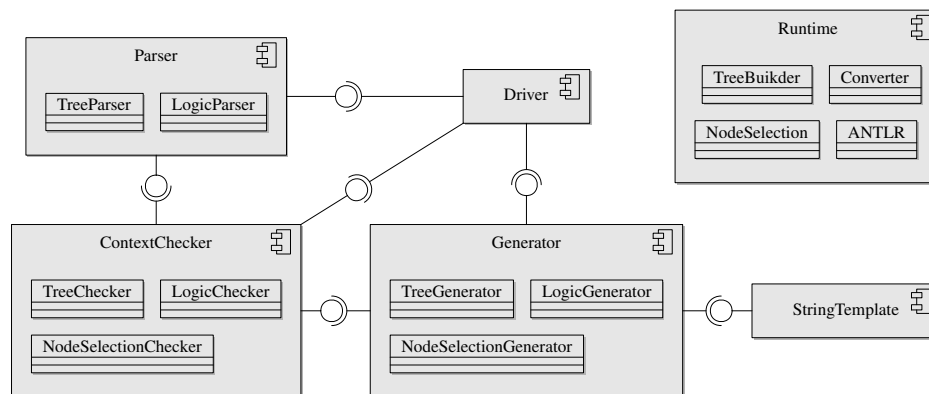 Parser
TreeParser
LogicParser
Driver
Runtime
TreeBuikder
Converter
NodeSelection
ANTLR
ContextChecker
TreeChecker
LogicChecker
NodeSelectionChecker
Generator
TreeGenerator
LogicGenerator
NodeSelectionGenerator
StringTemplate